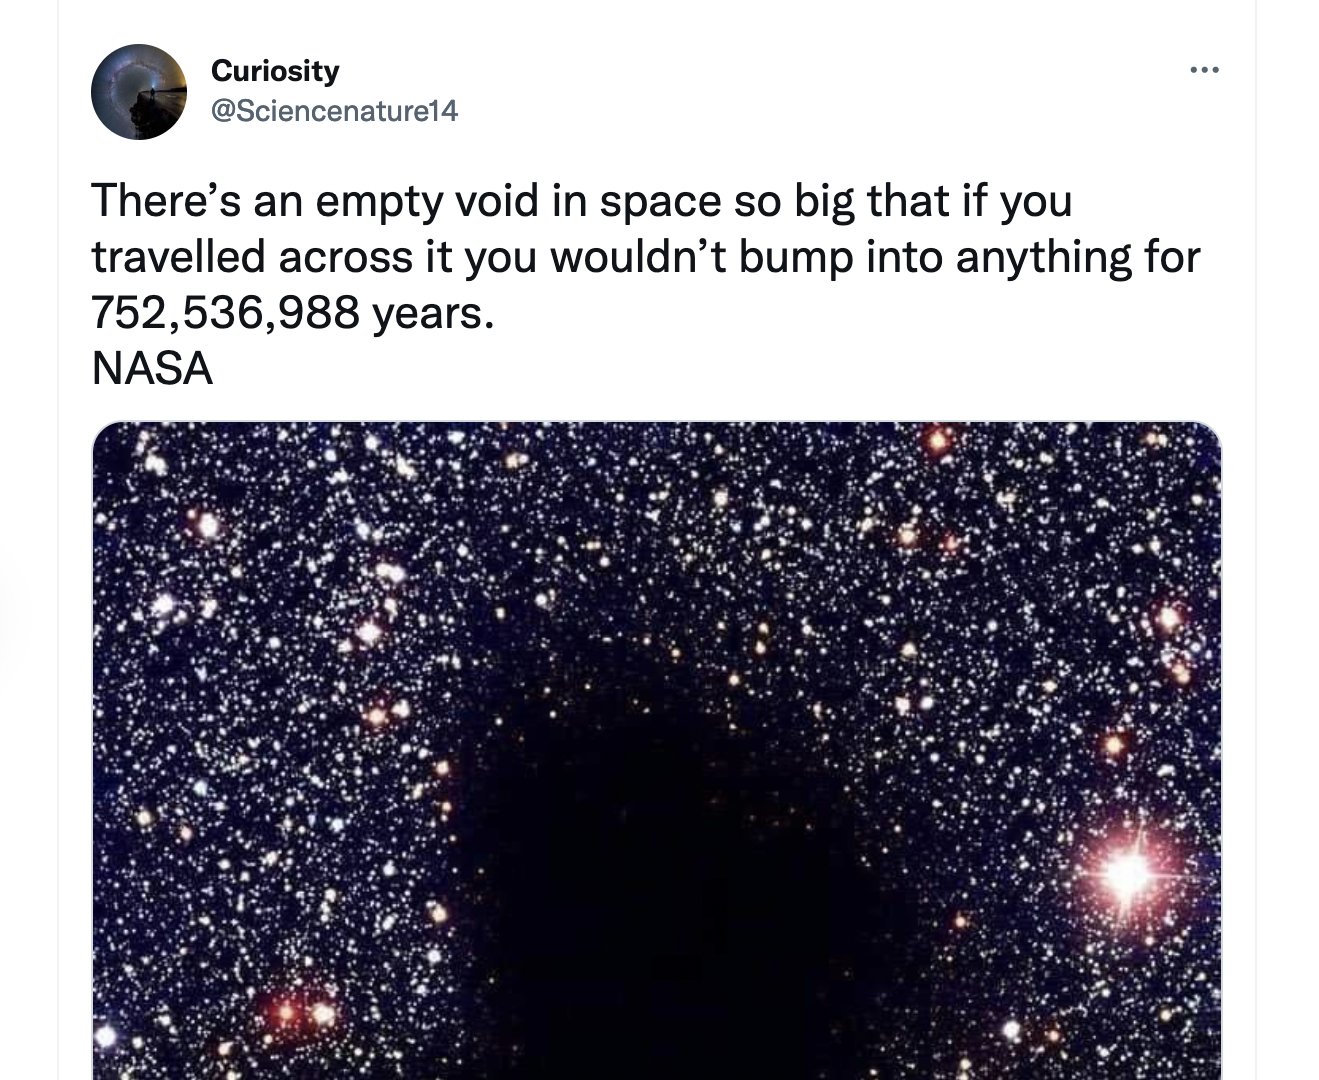 Curiosity
@Sciencenature14
There’s an empty void in space so big that if you
travelled across it you wouldn’t bump into anything for
752,536,988 years.
NASA